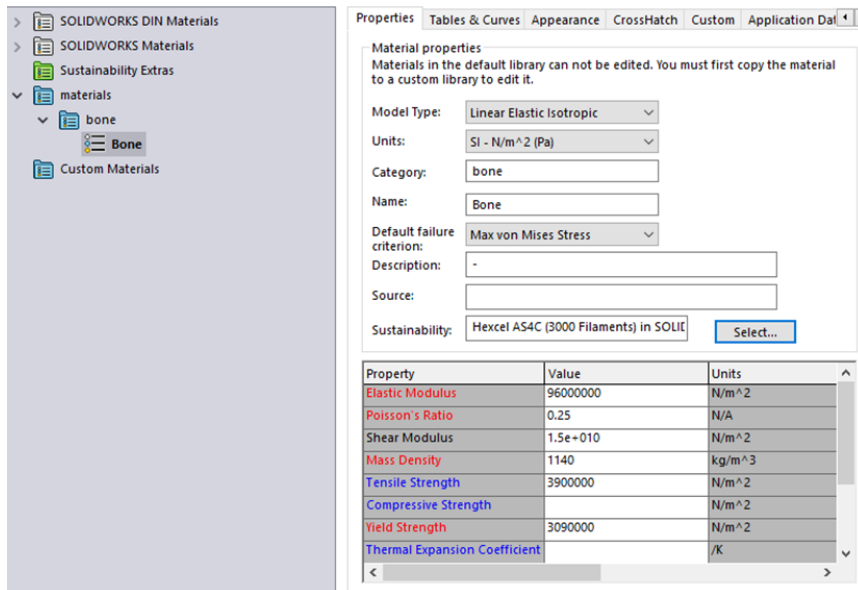 SOLIDWORKS DIN Materials
SOLIDWORKS Materials
Sustainability Extras
materials
bone
Bone
Custom Materials
Properties Tables & Curves Appearance CrossHatch Custom Application Dat
Material properties
Materials in the default library can not be edited. You must first copy the material
to a custom library to edit it.
Model Type: Linear Elastic Isotropic
Units: SI - N/m^2 (Pa)
Category: bone
Name: Bone
Default failure
criterion: Max von Mises Stress
Description: -
Source:
Sustainability: Hexcel AS4C (3000 Filaments) in SOLID Select...
Property Value Units
Elastic Modulus 96000000 N/m^2
Poisson's Ratio 0.25 N/A
Shear Modulus 1.5e+010 N/m^2
Mass Density 1140 kg/m^3
Tensile Strength 3900000 N/m^2
Compressive Strength N/m^2
Yield Strength 3090000 N/m^2
Thermal Expansion Coefficient /K